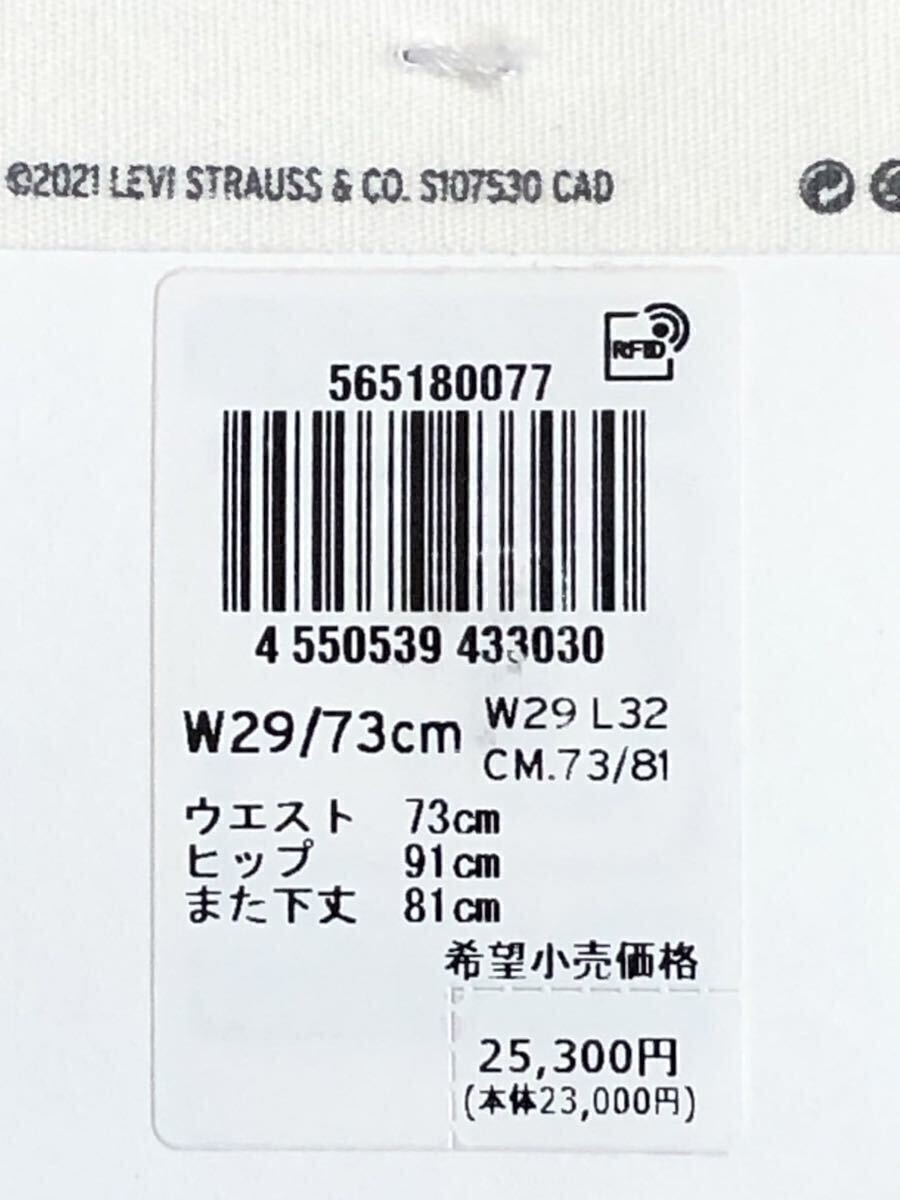 ©2021 LEVI STRAUSS & CO. S107530 CAD
RFID
565180077
4 550539 433030
W29/73cm
W29 L32
CM.73/81
ウエスト 73cm
ヒップ 91cm
また下丈 81cm
希望小売価格
25,300円
(本体23,000円)